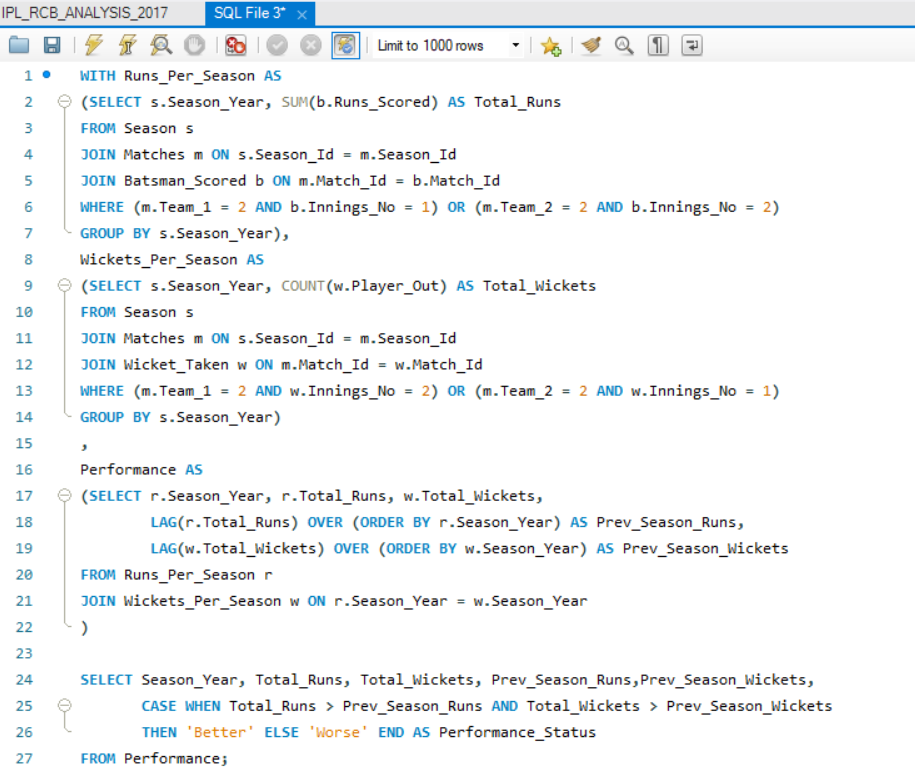 IPL_RCB_ANALYSIS_2017 SQL File 3*
Limit to 1000 rows
1 WITH Runs_Per_Season AS
2 (SELECT s.Season_Year, SUM(b.Runs_Scored) AS Total_Runs
3 FROM Season s
4 JOIN Matches m ON s.Season_Id = m.Season_Id
5 JOIN Batsman_Scored b ON m.Match_Id = b.Match_Id
6 WHERE (m.Team_1 = 2 AND b.Innings_No = 1) OR (m.Team_2 = 2 AND b.Innings_No = 2)
7 GROUP BY s.Season_Year),
8 Wickets_Per_Season AS
9 (SELECT s.Season_Year, COUNT(w.Player_Out) AS Total_Wickets
10 FROM Season s
11 JOIN Matches m ON s.Season_Id = m.Season_Id
12 JOIN Wicket_Taken w ON m.Match_Id = w.Match_Id
13 WHERE (m.Team_1 = 2 AND w.Innings_No = 2) OR (m.Team_2 = 2 AND w.Innings_No = 1)
14 GROUP BY s.Season_Year)
15 ,
16 Performance AS
17 (SELECT r.Season_Year, r.Total_Runs, w.Total_Wickets,
18 LAG(r.Total_Runs) OVER (ORDER BY r.Season_Year) AS Prev_Season_Runs,
19 LAG(w.Total_Wickets) OVER (ORDER BY w.Season_Year) AS Prev_Season_Wickets
20 FROM Runs_Per_Season r
21 JOIN Wickets_Per_Season w ON r.Season_Year = w.Season_Year
22 )
23
24 SELECT Season_Year, Total_Runs, Total_Wickets, Prev_Season_Runs,Prev_Season_Wickets,
25 CASE WHEN Total_Runs > Prev_Season_Runs AND Total_Wickets > Prev_Season_Wickets
26 THEN 'Better' ELSE 'Worse' END AS Performance_Status
27 FROM Performance;